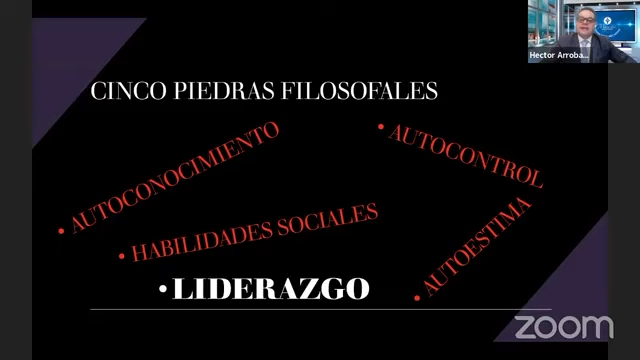 Hector Arroba...
CINCO PIEDRAS FILOSOFALES
• AUTOCONOCIMIENTO
• AUTOCONTROL
• HABILIDADES SOCIALES
• AUTOESTIMA
• LIDERAZGO
zoom